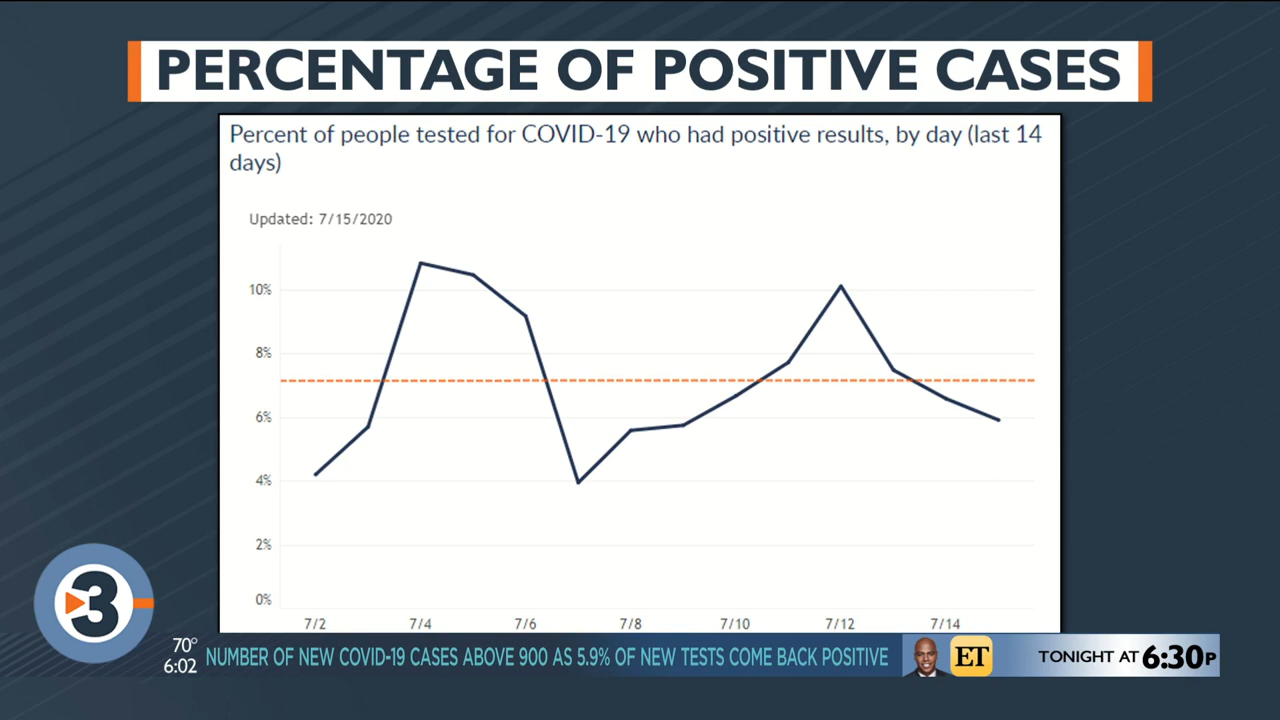 PERCENTAGE OF POSITIVE CASES
Percent of people tested for COVID-19 who had positive results, by day (last 14
days)
Updated: 7/15/2020
10%
8%
6%
4%
2%
0%
7/2 7/4 7/6 7/8 7/10 7/12 7/14
3
70°
6:02
NUMBER OF NEW COVID-19 CASES ABOVE 900 AS 5.9% OF NEW TESTS COME BACK POSITIVE
ET
TONIGHT AT 6:30P